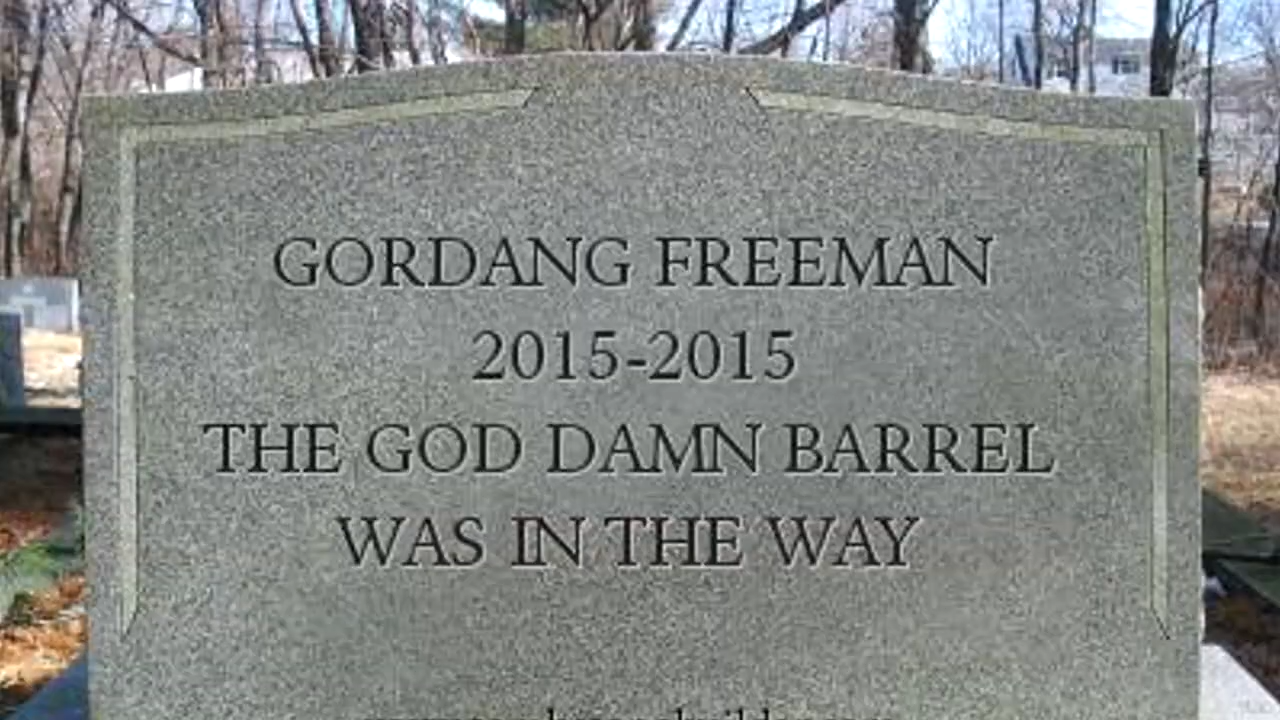 GORDANG FREEMAN
2015-2015
THE GOD DAMN BARREL
WAS IN THE WAY